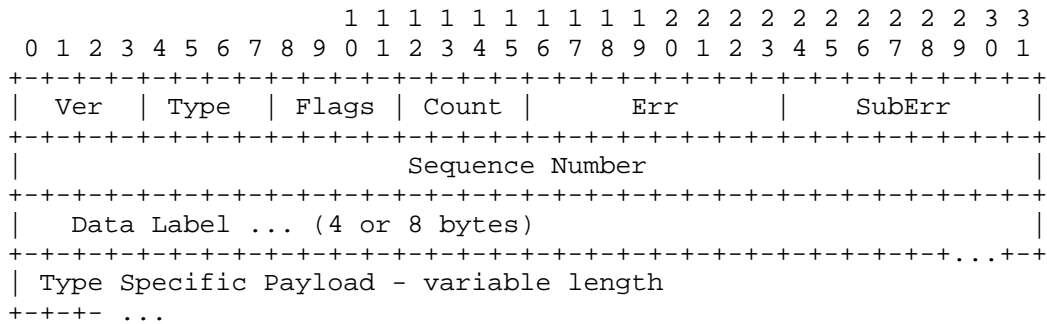 1 1 1 1 1 1 1 1 1 1 2 2 2 2 2 2 2 2 2 2 3 3
 0 1 2 3 4 5 6 7 8 9 0 1 2 3 4 5 6 7 8 9 0 1 2 3 4 5 6 7 8 9 0 1
+-+-+-+-+-+-+-+-+-+-+-+-+-+-+-+-+-+-+-+-+-+-+-+-+-+-+-+-+-+-+-+-+
|  Ver  | Type  | Flags | Count |      Err      |    SubErr     |
+-+-+-+-+-+-+-+-+-+-+-+-+-+-+-+-+-+-+-+-+-+-+-+-+-+-+-+-+-+-+-+-+
|                        Sequence Number                        |
+-+-+-+-+-+-+-+-+-+-+-+-+-+-+-+-+-+-+-+-+-+-+-+-+-+-+-+-+-+-+-+-+
|   Data Label ... (4 or 8 bytes)                               |
+-+-+-+-+-+-+-+-+-+-+-+-+-+-+-+-+-+-+-+-+-+-+-+-+-+-+-+-+-+...+-+
| Type Specific Payload - variable length
+-+-+- ...